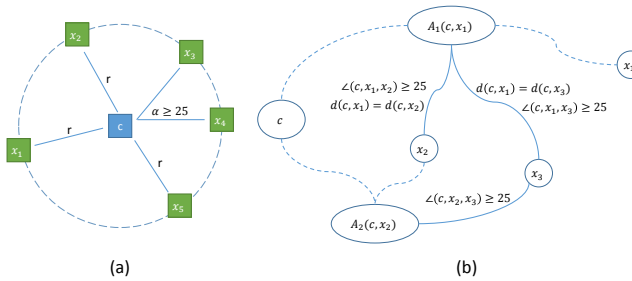 x₂
x₃
r
α ≥ 25
c
x₄
r
x₁
r
x₅
(a)
A₁(c, x₁)
∠(c, x₁, x₂) ≥ 25
d(c, x₁) = d(c, x₂)
d(c, x₁) = d(c, x₃)
∠(c, x₁, x₃) ≥ 25
c
x₂
x₃
∠(c, x₂, x₃) ≥ 25
A₂(c, x₂)
(b)